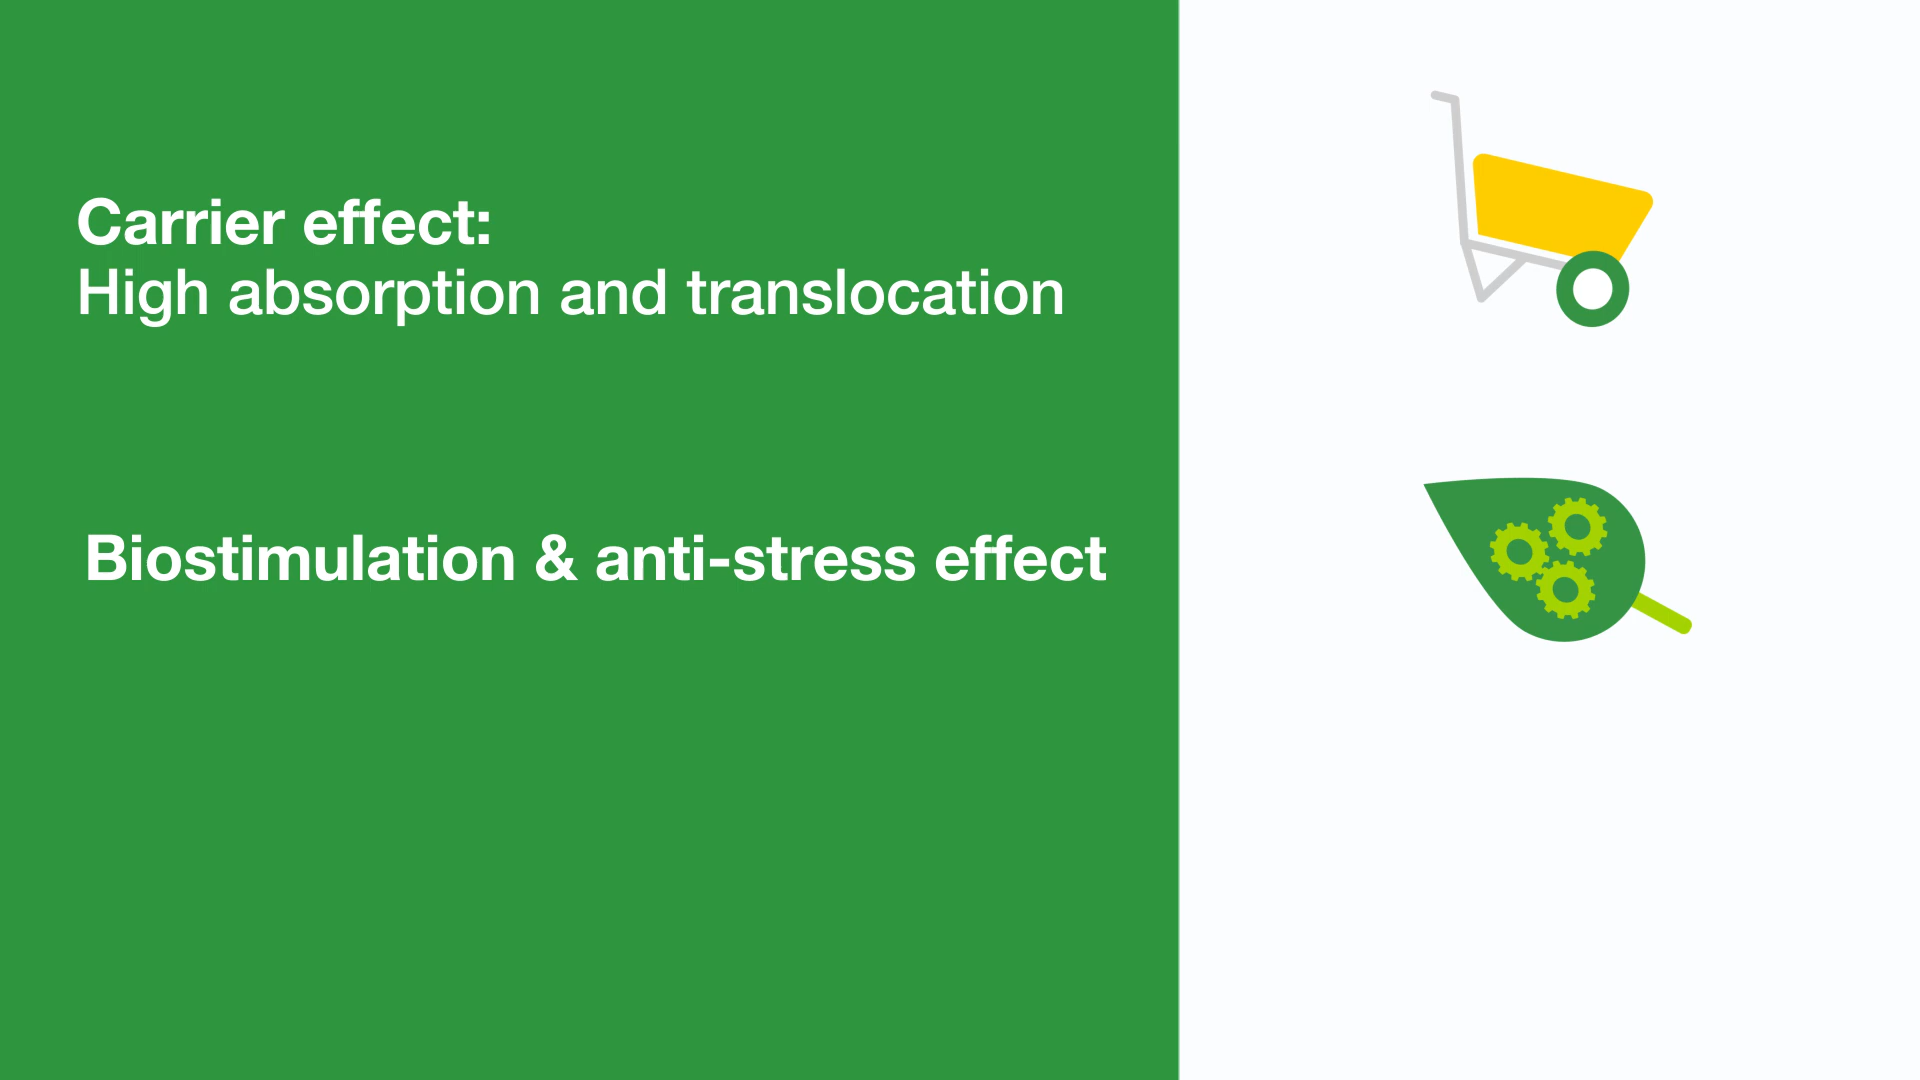 Carrier effect:
High absorption and translocation
Biostimulation & anti-stress effect